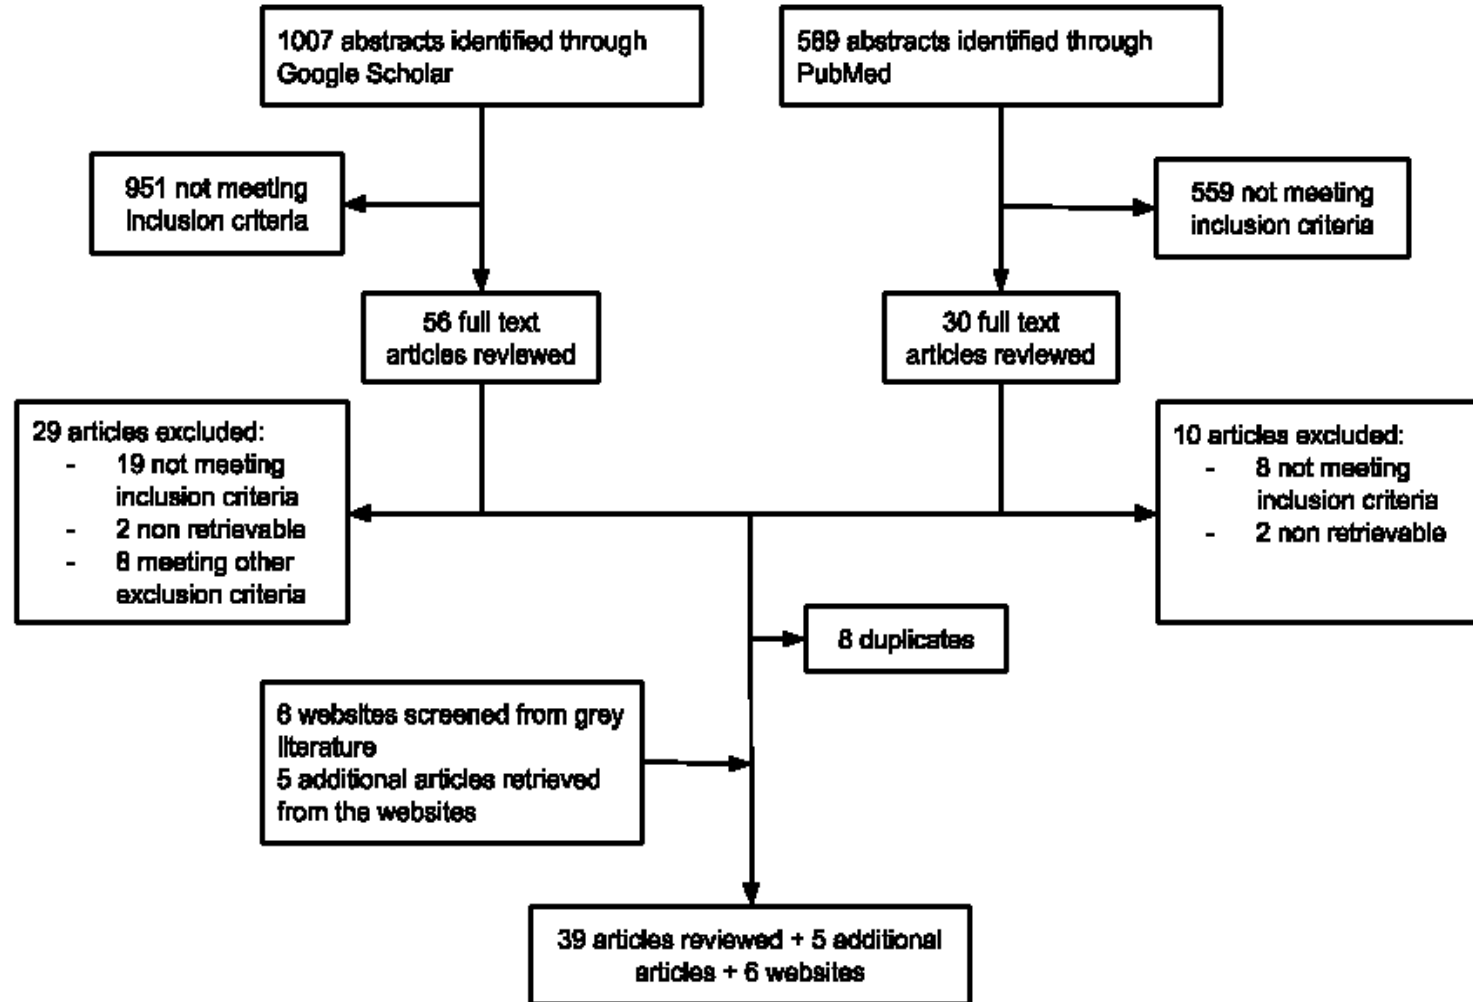 1007 abstracts identified through
Google Scholar
589 abstracts identified through
PubMed
951 not meeting
inclusion criteria
559 not meeting
inclusion criteria
56 full text
articles reviewed
30 full text
articles reviewed
29 articles excluded:
- 19 not meeting
inclusion criteria
- 2 non retrievable
- 8 meeting other
exclusion criteria
10 articles excluded:
- 8 not meeting
inclusion criteria
- 2 non retrievable
8 duplicates
6 websites screened from grey
literature
5 additional articles retrieved
from the websites
39 articles reviewed + 5 additional
articles + 6 websites